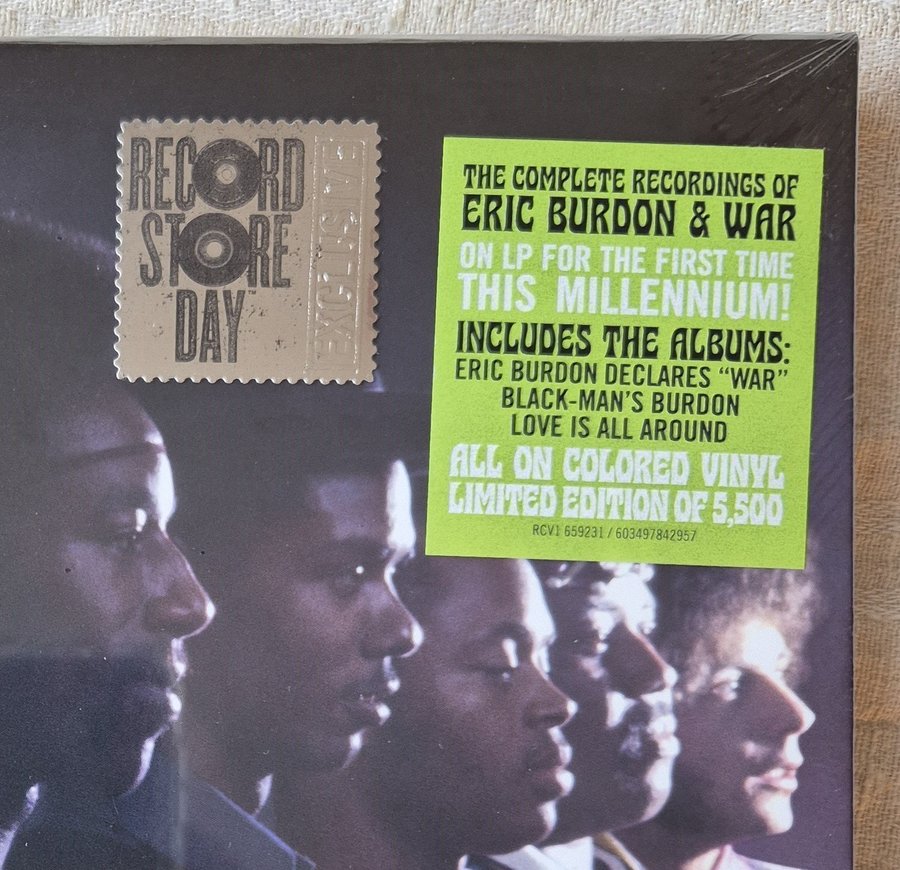 RECORD
STORE
DAY
EXCLUSIVE
THE COMPLETE RECORDINGS OF
ERIC BURDON & WAR
ON LP FOR THE FIRST TIME
THIS MILLENNIUM!
INCLUDES THE ALBUMS:
ERIC BURDON DECLARES “WAR”
BLACK-MAN’S BURDON
LOVE IS ALL AROUND
ALL ON COLORED VINYL
LIMITED EDITION OF 5,500
RCV1 659231 / 603497842957